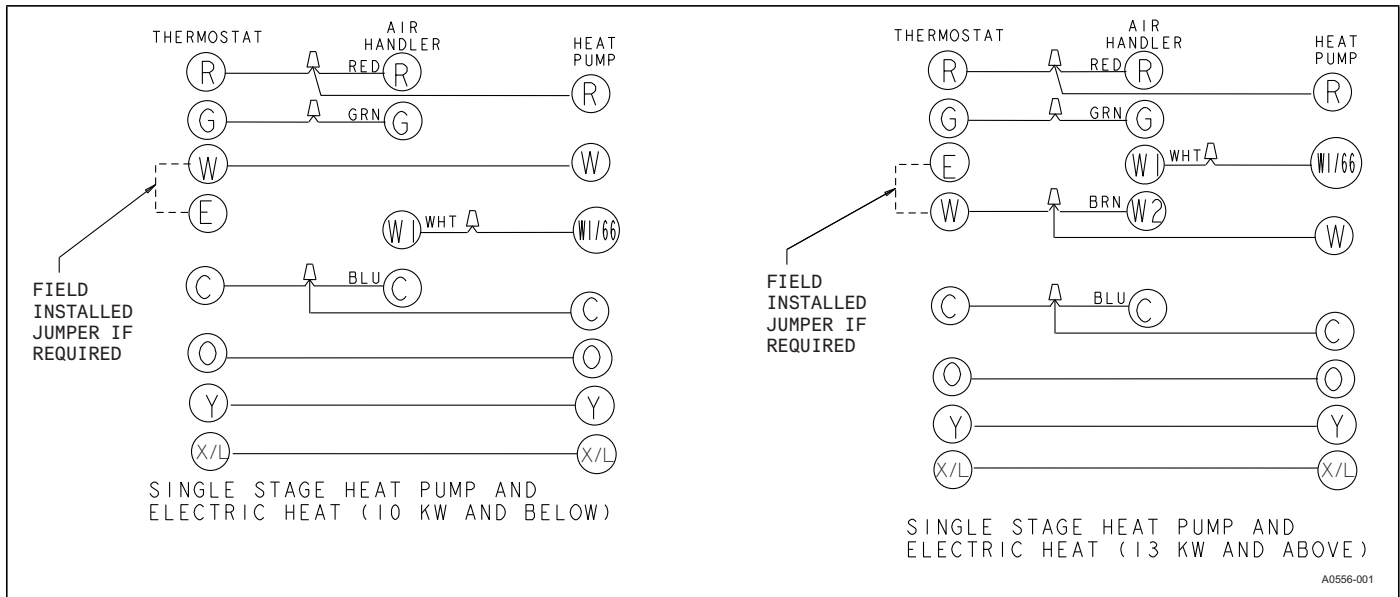 THERMOSTAT
AIR
HANDLER
HEAT
PUMP
R
RED
R
R
G
GRN
G
W
W
E
W1
WHT
W1/66
FIELD
INSTALLED
JUMPER IF
REQUIRED
C
BLU
C
C
O
O
Y
Y
X/L
X/L
SINGLE STAGE HEAT PUMP AND
ELECTRIC HEAT (10 KW AND BELOW)
THERMOSTAT
AIR
HANDLER
HEAT
PUMP
R
RED
R
R
G
GRN
G
E
W1
WHT
W1/66
W
BRN
W2
W
FIELD
INSTALLED
JUMPER IF
REQUIRED
C
BLU
C
C
O
O
Y
Y
X/L
X/L
SINGLE STAGE HEAT PUMP AND
ELECTRIC HEAT (13 KW AND ABOVE)
A0556-001